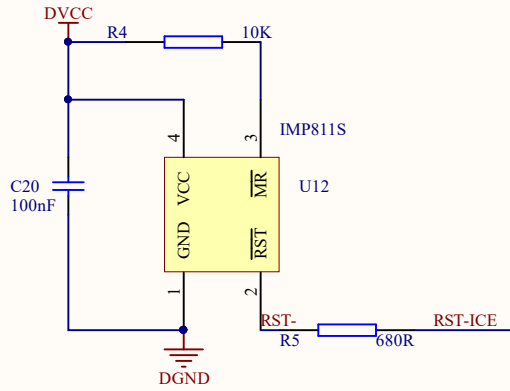 DVCC
R4 10K
4
3
IMP811S
VCC
MR
U12
C20
100nF
GND
RST
1
2
RST-
R5 680R
RST-ICE
DGND